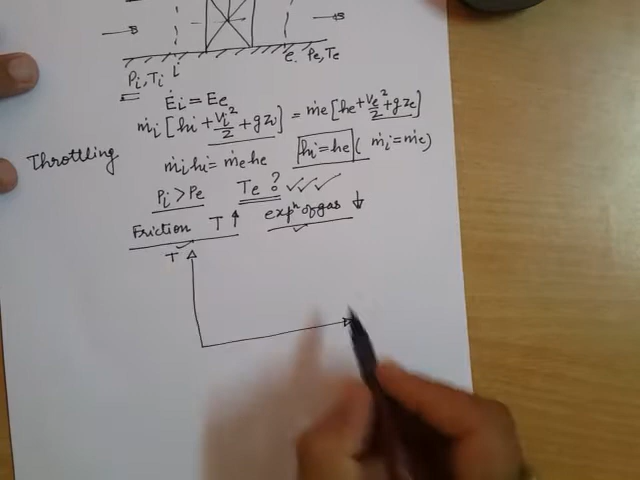 i e Pe, Te
Pi, Ti
Ėi = Ee
ṁi [hi + Vi²/2 + gzi] = ṁe [he + Ve²/2 + gze]
Throttling ṁi hi = ṁe he hi = he ( ṁi = ṁe)
Pi > Pe Te ? ✓✓✓
Friction T ↑ expⁿ of gas ↓
T